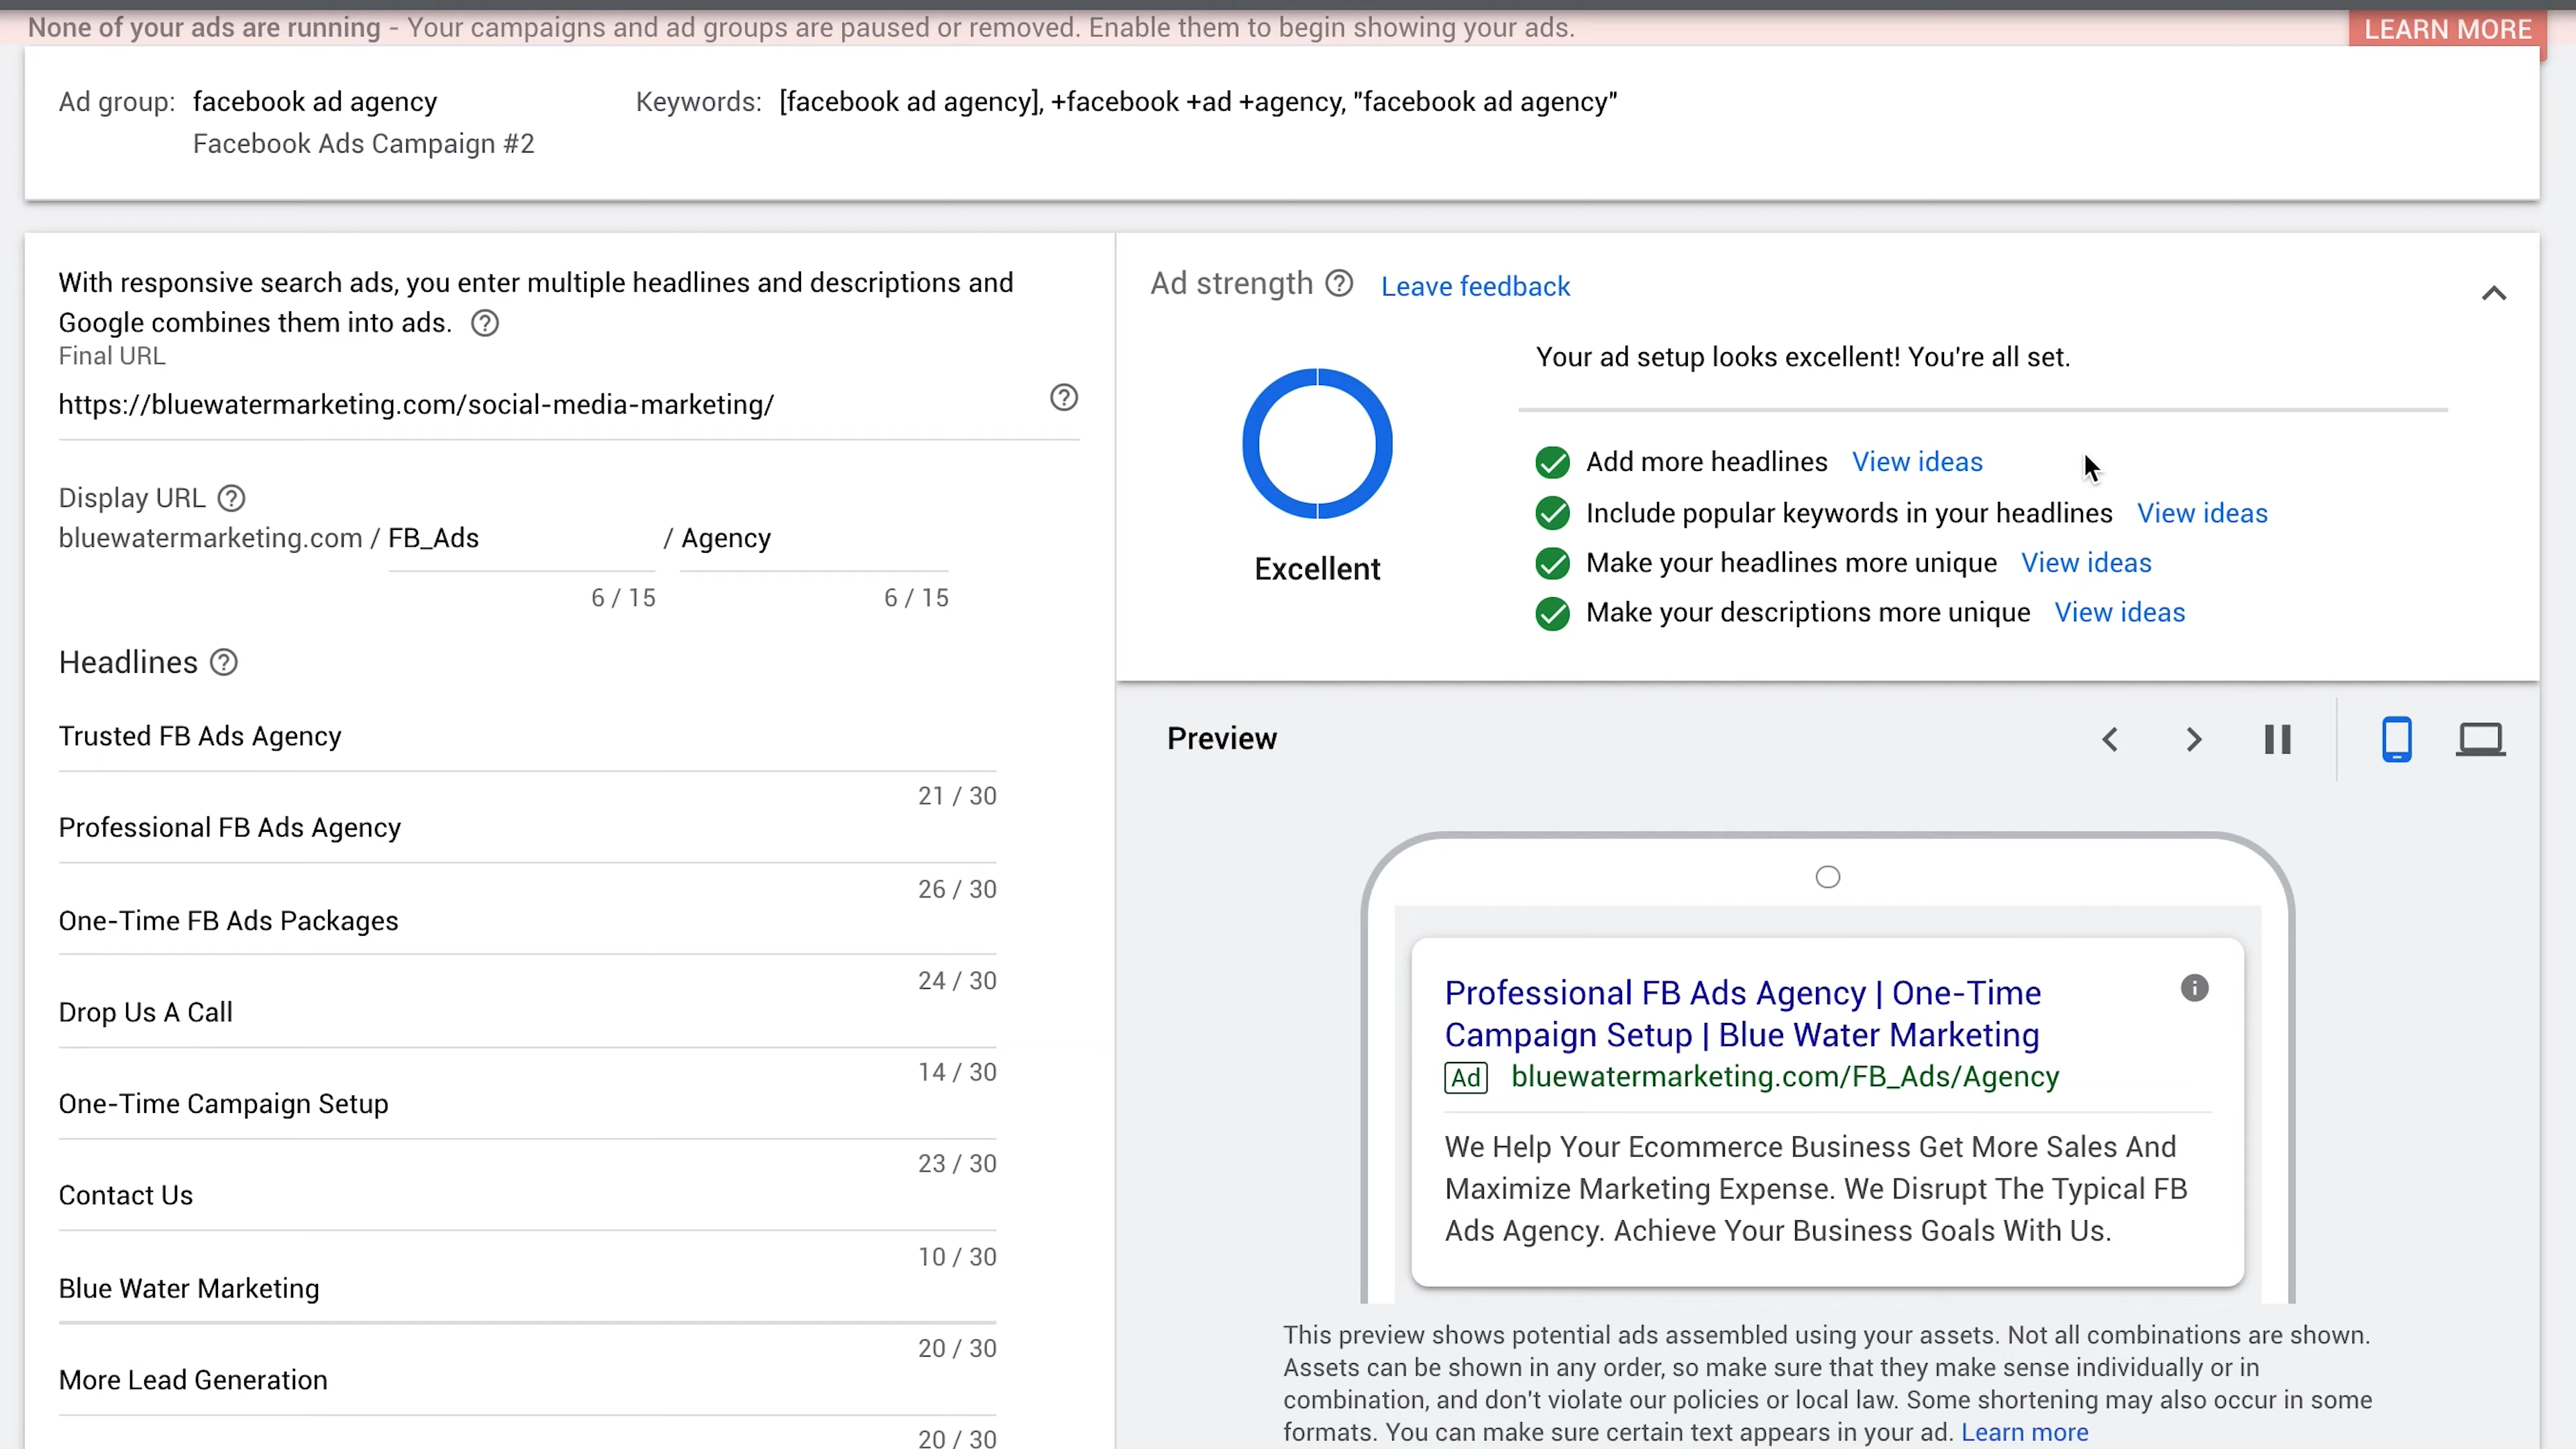 None of your ads are running - Your campaigns and ad groups are paused or removed. Enable them to begin showing your ads.
LEARN MORE
Ad group: facebook ad agency
Facebook Ads Campaign #2
Keywords: [facebook ad agency], +facebook +ad +agency, "facebook ad agency"
With responsive search ads, you enter multiple headlines and descriptions and
Google combines them into ads.
Final URL
https://bluewatermarketing.com/social-media-marketing/
Display URL
bluewatermarketing.com / FB_Ads / Agency
6 / 15 6 / 15
Headlines
Trusted FB Ads Agency
21 / 30
Professional FB Ads Agency
26 / 30
One-Time FB Ads Packages
24 / 30
Drop Us A Call
14 / 30
One-Time Campaign Setup
23 / 30
Contact Us
10 / 30
Blue Water Marketing
20 / 30
More Lead Generation
20 / 30
Ad strength Leave feedback
Excellent
Your ad setup looks excellent! You're all set.
Add more headlines View ideas
Include popular keywords in your headlines View ideas
Make your headlines more unique View ideas
Make your descriptions more unique View ideas
Preview
Professional FB Ads Agency | One-Time
Campaign Setup | Blue Water Marketing
Ad bluewatermarketing.com/FB_Ads/Agency
We Help Your Ecommerce Business Get More Sales And
Maximize Marketing Expense. We Disrupt The Typical FB
Ads Agency. Achieve Your Business Goals With Us.
This preview shows potential ads assembled using your assets. Not all combinations are shown.
Assets can be shown in any order, so make sure that they make sense individually or in
combination, and don't violate our policies or local law. Some shortening may also occur in some
formats. You can make sure certain text appears in your ad. Learn more